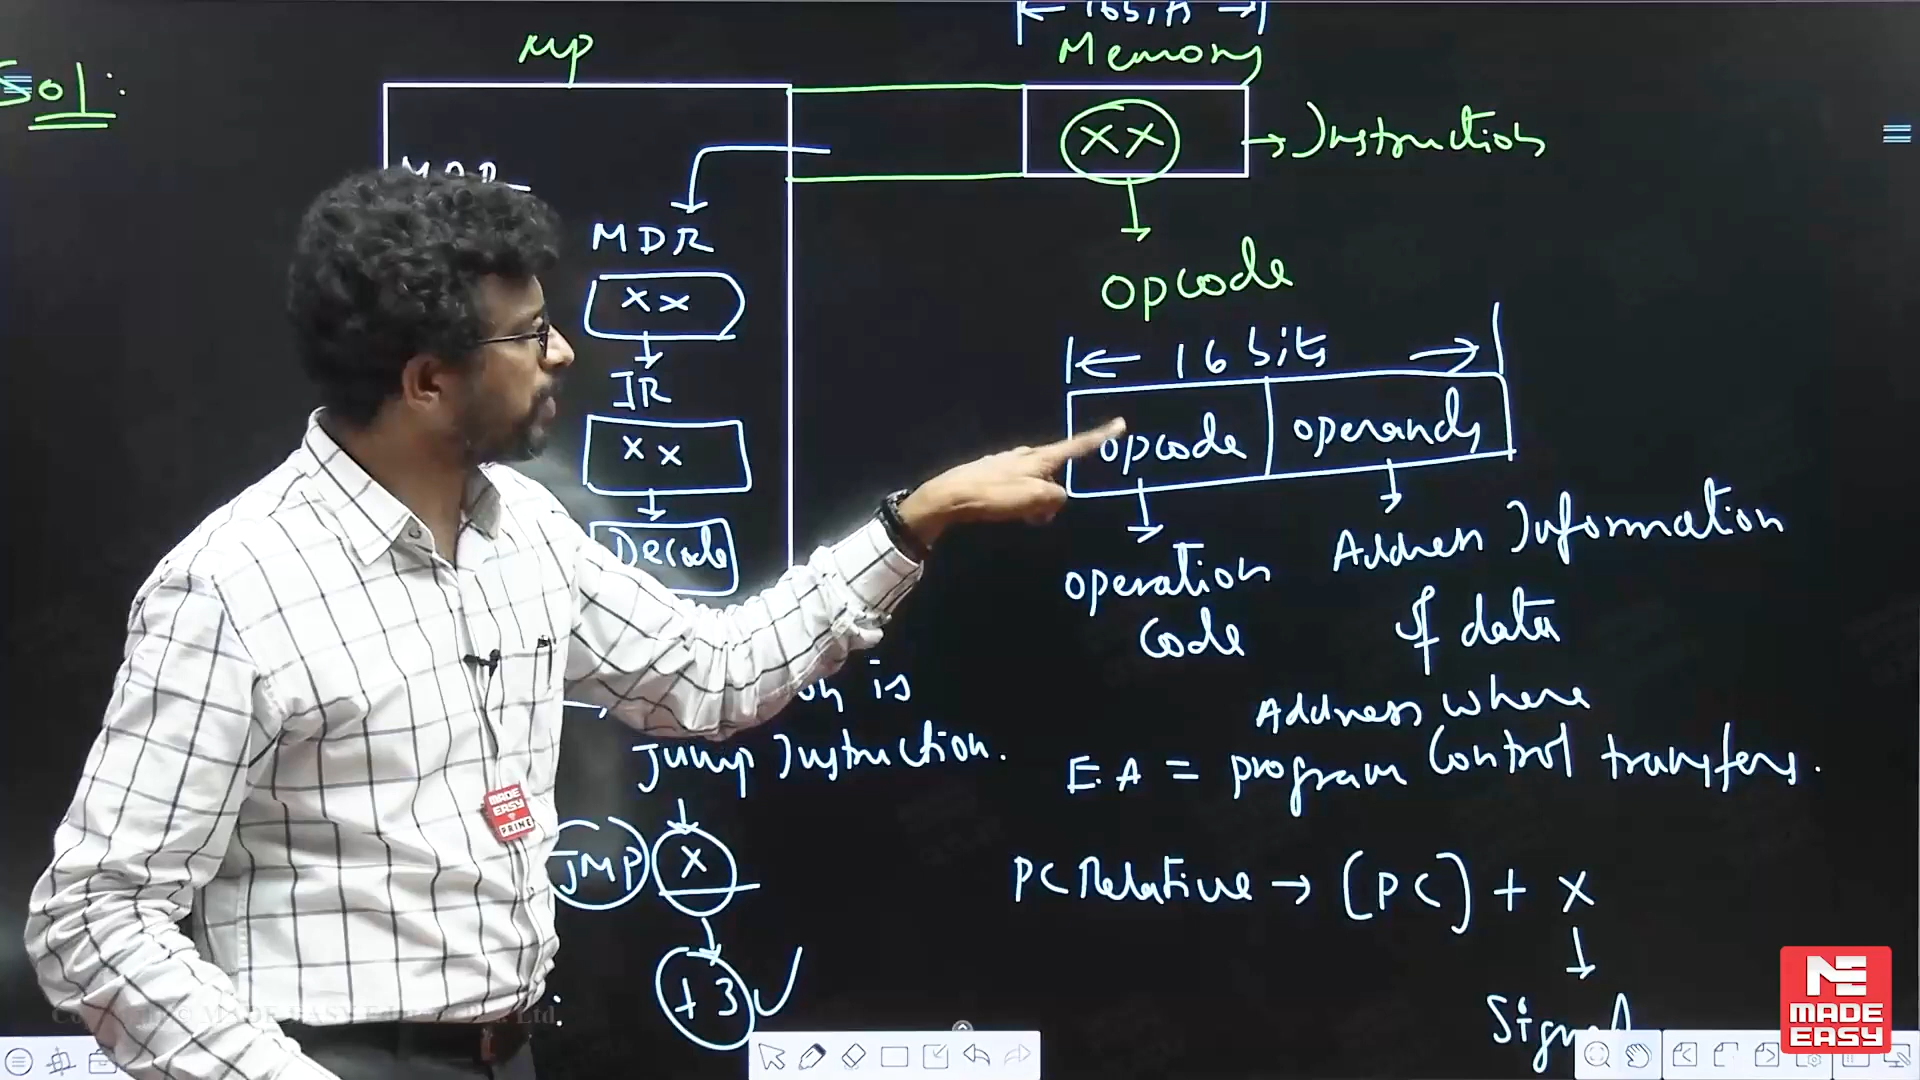 Sol:
μp
16 bits
Memory
XX
→ Instruction
opcode
MDR
XX
IR
XX
Decode
← 16 bits →
opcode
operands
operation
code
Address Information
of data
is
Jump Instruction.
JMP X
+3 ✓
Address where
E.A = program control transfers.
PC Relative → [PC] + X
MADE
EASY
PRIME
MADE
EASY